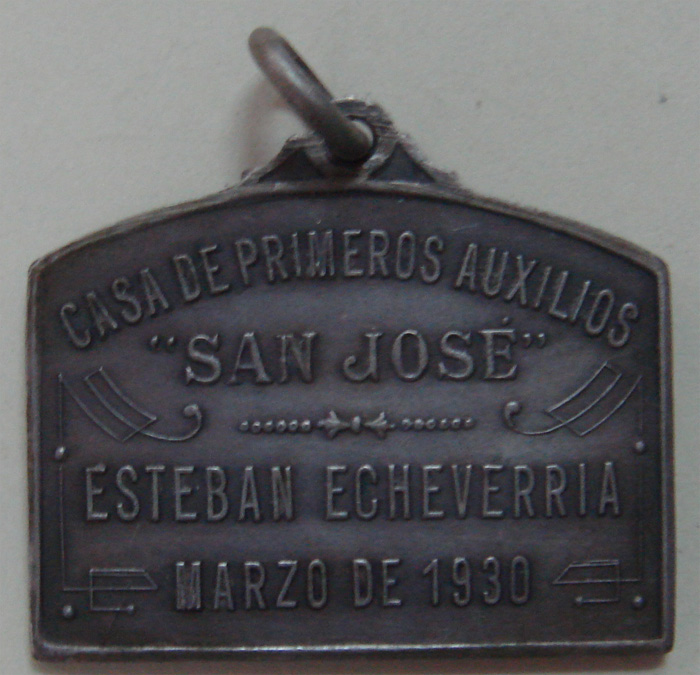 CASA DE PRIMEROS AUXILIOS
"SAN JOSÉ"
ESTEBAN ECHEVERRIA
MARZO DE 1930